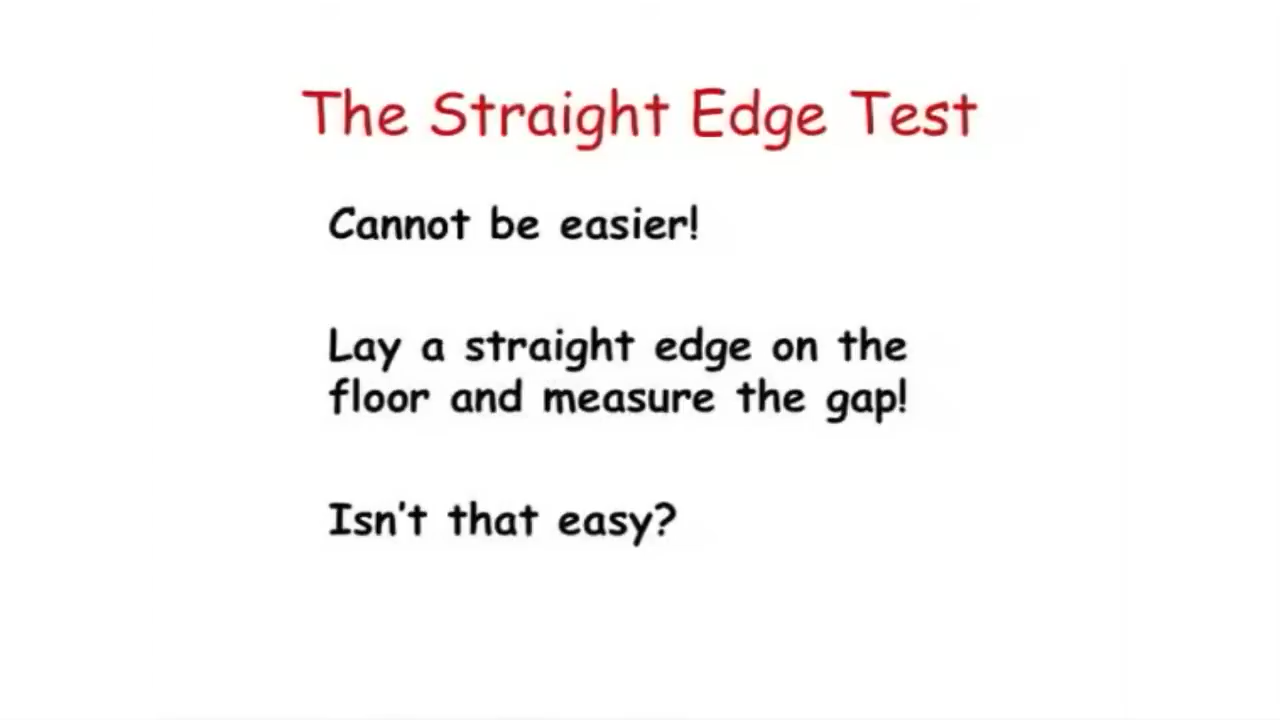 The Straight Edge Test
Cannot be easier!
Lay a straight edge on the
floor and measure the gap!
Isn't that easy?